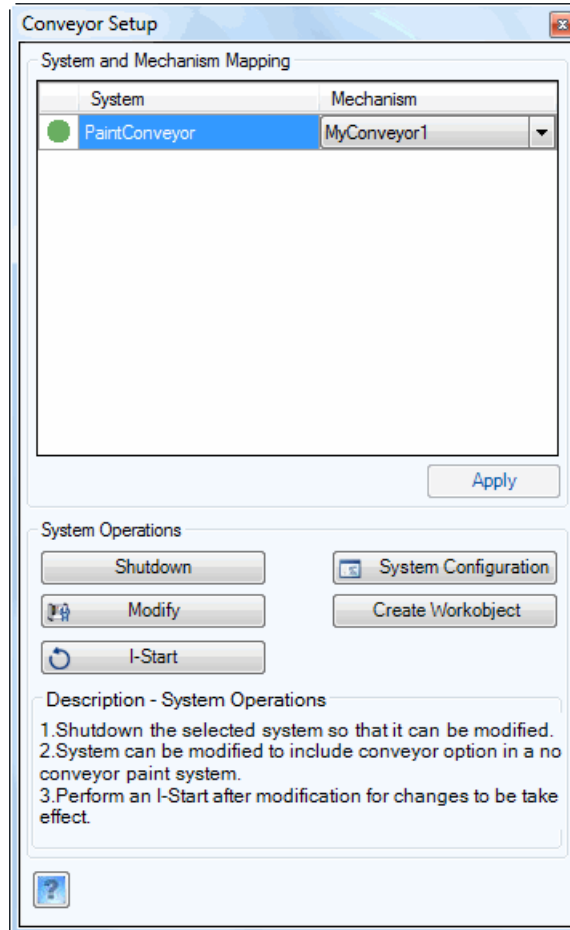 Conveyor Setup
System and Mechanism Mapping
System Mechanism
PaintConveyor MyConveyor1
Apply
System Operations
Shutdown System Configuration
Modify Create Workobject
I-Start
Description - System Operations
1.Shutdown the selected system so that it can be modified.
2.System can be modified to include conveyor option in a no
conveyor paint system.
3.Perform an I-Start after modification for changes to be take
effect.
?